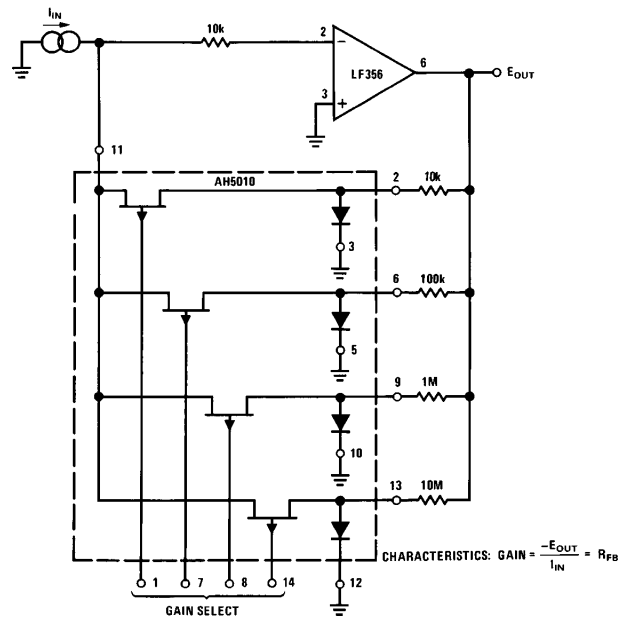 I_IN
10k
2
−
LF356
6
E_OUT
3
+
11
AH5010
2
10k
3
6
100k
5
9
1M
10
13
10M
CHARACTERISTICS: GAIN = −E_OUT / I_IN = R_FB
1
7
8
14
12
GAIN SELECT